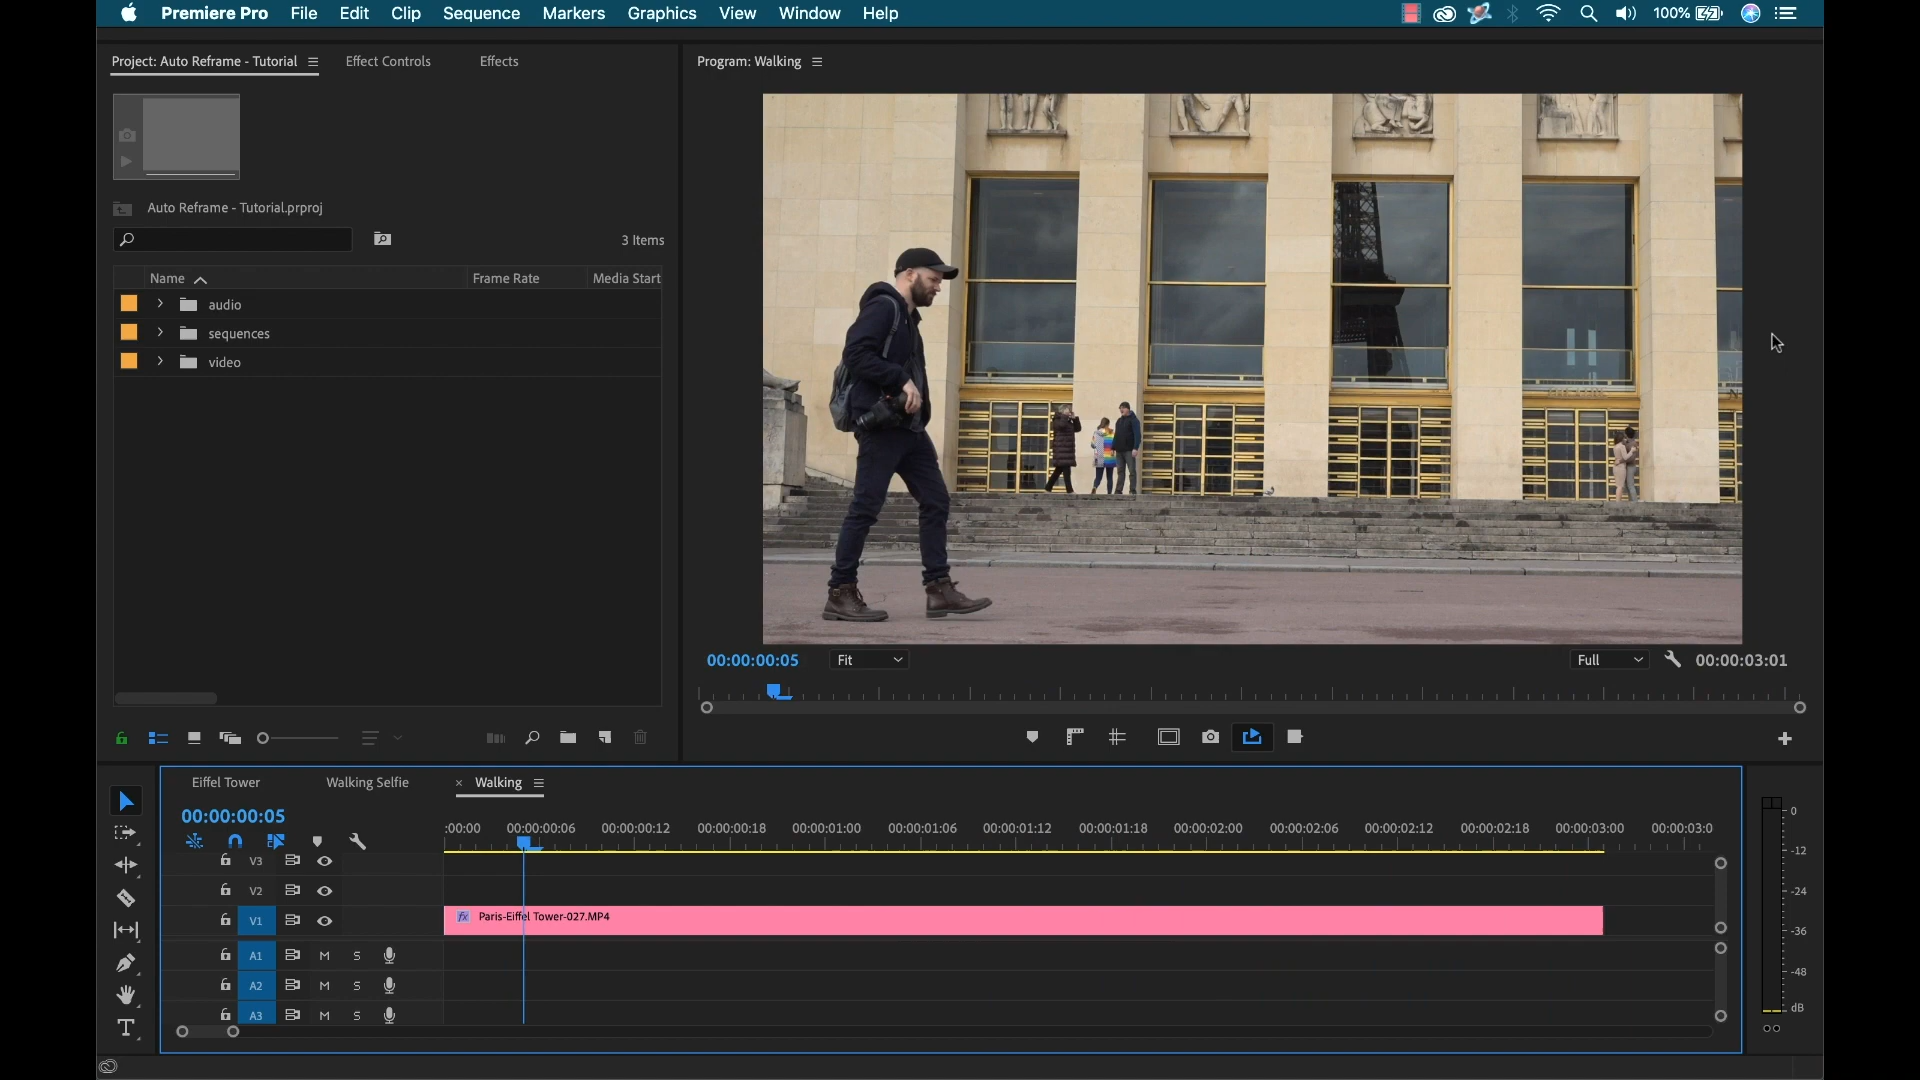 Premiere Pro File Edit Clip Sequence Markers Graphics View Window Help 100%
Project: Auto Reframe - Tutorial Effect Controls Effects
Program: Walking
Auto Reframe - Tutorial.prproj
3 Items
Name Frame Rate Media Start
audio
sequences
video
00:00:00:05 Fit Full 00:00:03:01
Eiffel Tower Walking Selfie × Walking
00:00:00:05
:00:00 00:00:00:06 00:00:00:12 00:00:00:18 00:00:01:00 00:00:01:06 00:00:01:12 00:00:01:18 00:00:02:00 00:00:02:06 00:00:02:12 00:00:02:18 00:00:03:00 00:00:03:0
V3
V2
V1 fx Paris-Eiffel Tower-027.MP4
A1 M S
A2 M S
A3 M S
T
0
-12
-24
-36
-48
dB